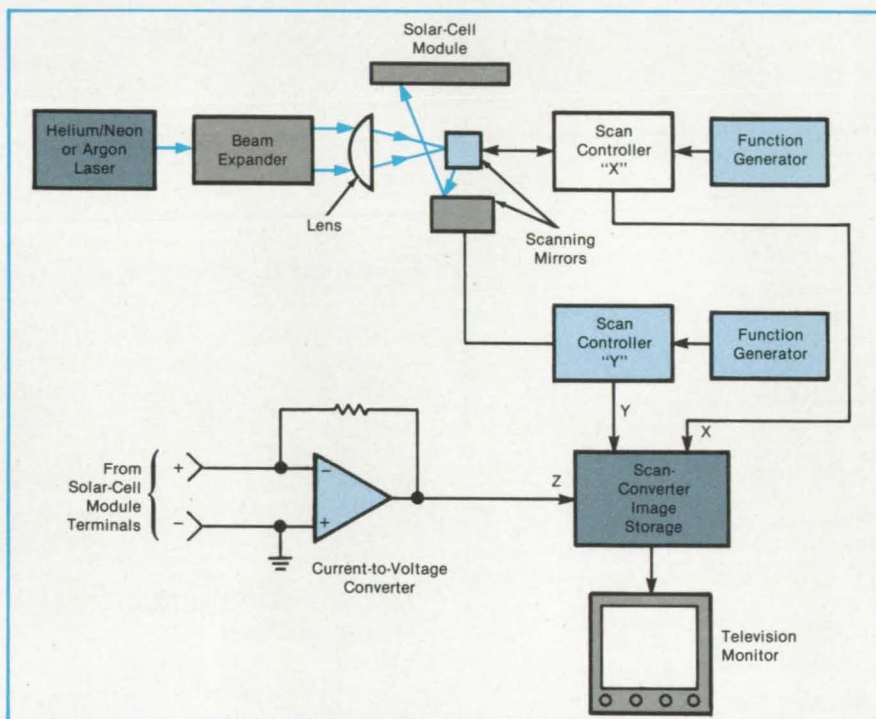 Solar-Cell
Module
Helium/Neon
or Argon
Laser
Beam
Expander
Lens
Scanning
Mirrors
Scan
Controller
"X"
Function
Generator
Scan
Controller
"Y"
Function
Generator
Y
X
From
Solar-Cell
Module
Terminals
+
−
−
+
Current-to-Voltage
Converter
Z
Scan-
Converter
Image
Storage
Television
Monitor